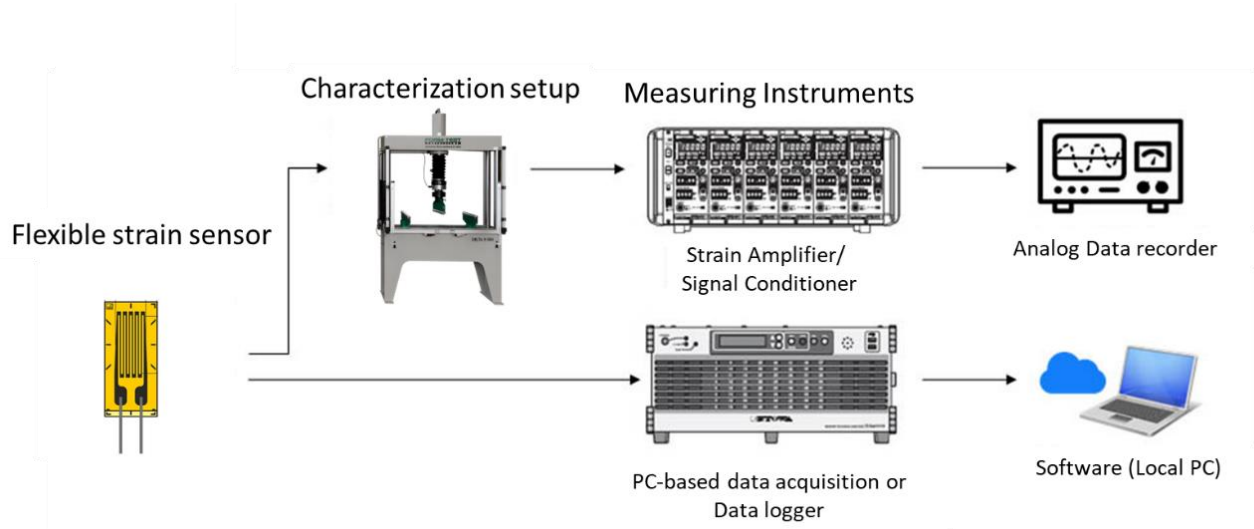 Characterization setup
Measuring Instruments
Flexible strain sensor
Strain Amplifier/
Signal Conditioner
Analog Data recorder
PC-based data acquisition or
Data logger
Software (Local PC)